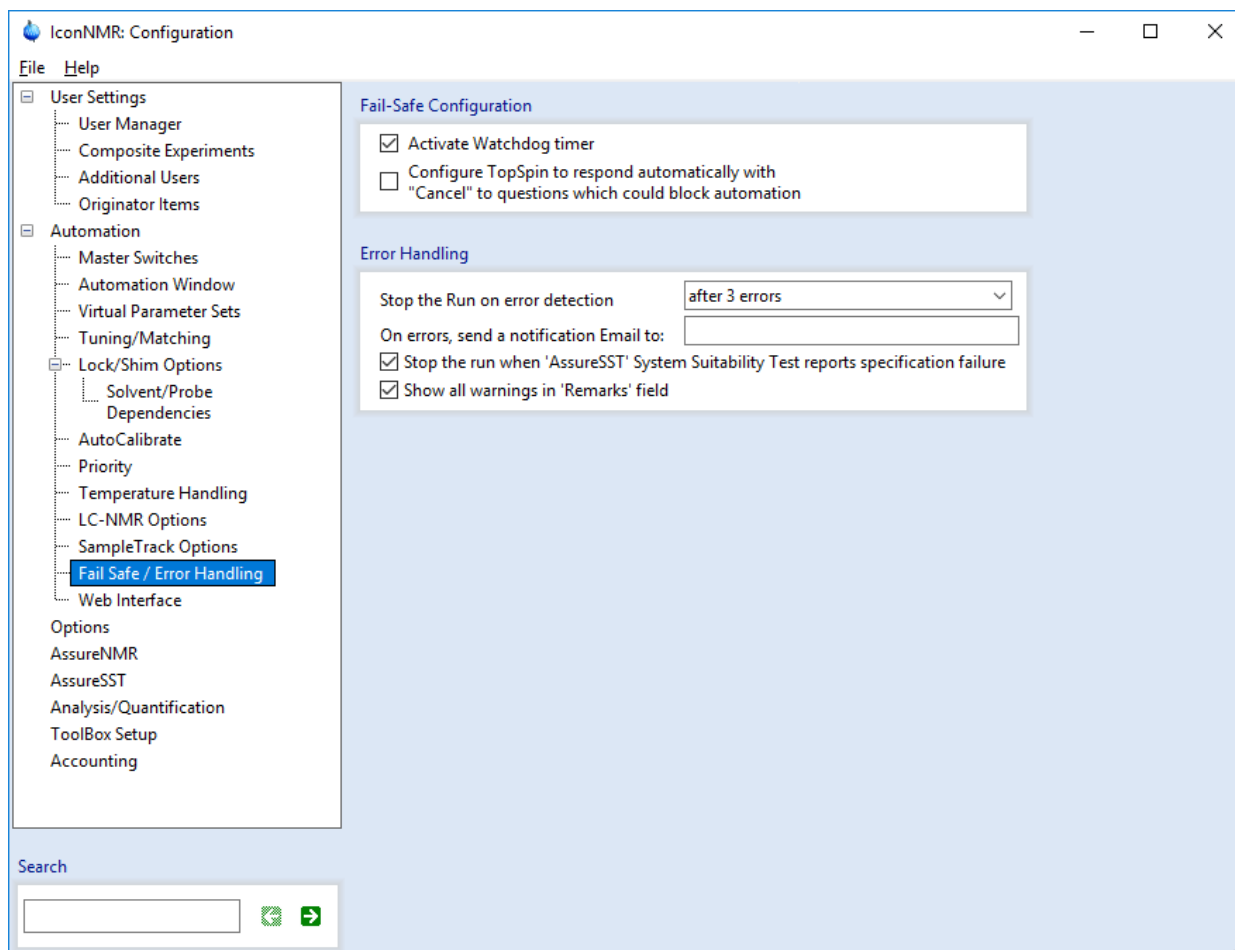 IconNMR: Configuration
File Help
User Settings
User Manager
Composite Experiments
Additional Users
Originator Items
Automation
Master Switches
Automation Window
Virtual Parameter Sets
Tuning/Matching
Lock/Shim Options
Solvent/Probe
Dependencies
AutoCalibrate
Priority
Temperature Handling
LC-NMR Options
SampleTrack Options
Fail Safe / Error Handling
Web Interface
Options
AssureNMR
AssureSST
Analysis/Quantification
ToolBox Setup
Accounting
Search
Fail-Safe Configuration
Activate Watchdog timer
Configure TopSpin to respond automatically with
"Cancel" to questions which could block automation
Error Handling
Stop the Run on error detection after 3 errors
On errors, send a notification Email to:
Stop the run when 'AssureSST' System Suitability Test reports specification failure
Show all warnings in 'Remarks' field